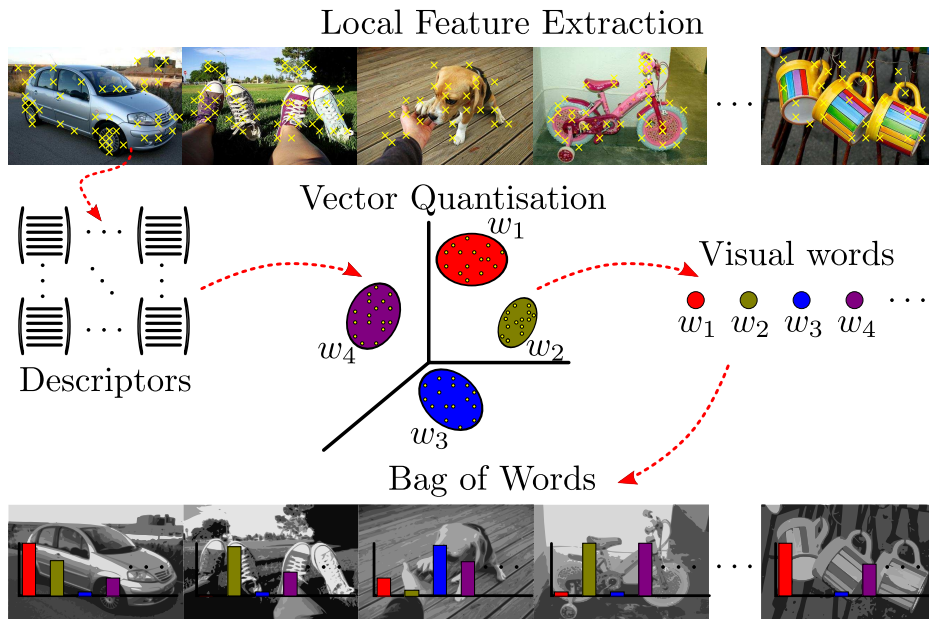 Local Feature Extraction
...
Vector Quantisation
w₁
Visual words
w₁ w₂ w₃ w₄ ...
w₄
w₂
Descriptors
w₃
Bag of Words
...